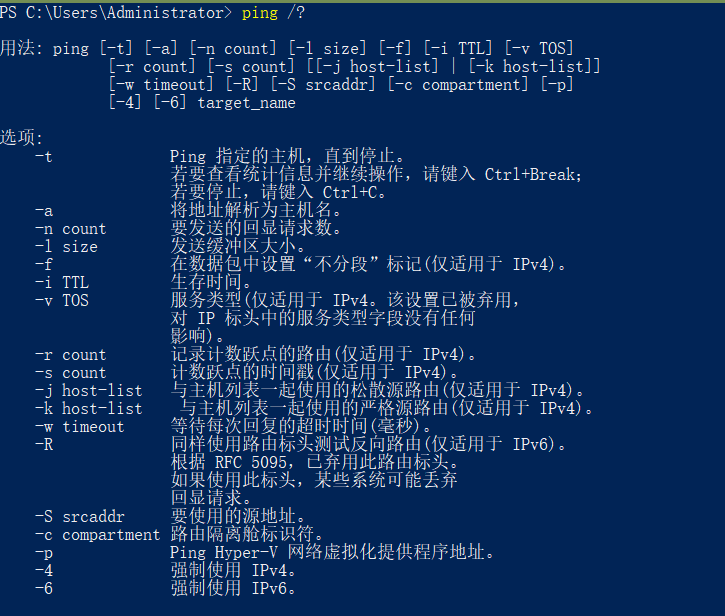 PS C:\Users\Administrator> ping /?
用法: ping [-t] [-a] [-n count] [-l size] [-f] [-i TTL] [-v TOS]
[-r count] [-s count] [[-j host-list] | [-k host-list]]
[-w timeout] [-R] [-S srcaddr] [-c compartment] [-p]
[-4] [-6] target_name
选项:
-t Ping 指定的主机，直到停止。
若要查看统计信息并继续操作，请键入 Ctrl+Break；
若要停止，请键入 Ctrl+C。
-a 将地址解析为主机名。
-n count 要发送的回显请求数。
-l size 发送缓冲区大小。
-f 在数据包中设置“不分段”标记(仅适用于 IPv4)。
-i TTL 生存时间。
-v TOS 服务类型(仅适用于 IPv4。该设置已被弃用，
对 IP 标头中的服务类型字段没有任何
影响)。
-r count 记录计数跃点的路由(仅适用于 IPv4)。
-s count 计数跃点的时间戳(仅适用于 IPv4)。
-j host-list 与主机列表一起使用的松散源路由(仅适用于 IPv4)。
-k host-list 与主机列表一起使用的严格源路由(仅适用于 IPv4)。
-w timeout 等待每次回复的超时时间(毫秒)。
-R 同样使用路由标头测试反向路由(仅适用于 IPv6)。
根据 RFC 5095，已弃用此路由标头。
如果使用此标头，某些系统可能丢弃
回显请求。
-S srcaddr 要使用的源地址。
-c compartment 路由隔离舱标识符。
-p Ping Hyper-V 网络虚拟化提供程序地址。
-4 强制使用 IPv4。
-6 强制使用 IPv6。